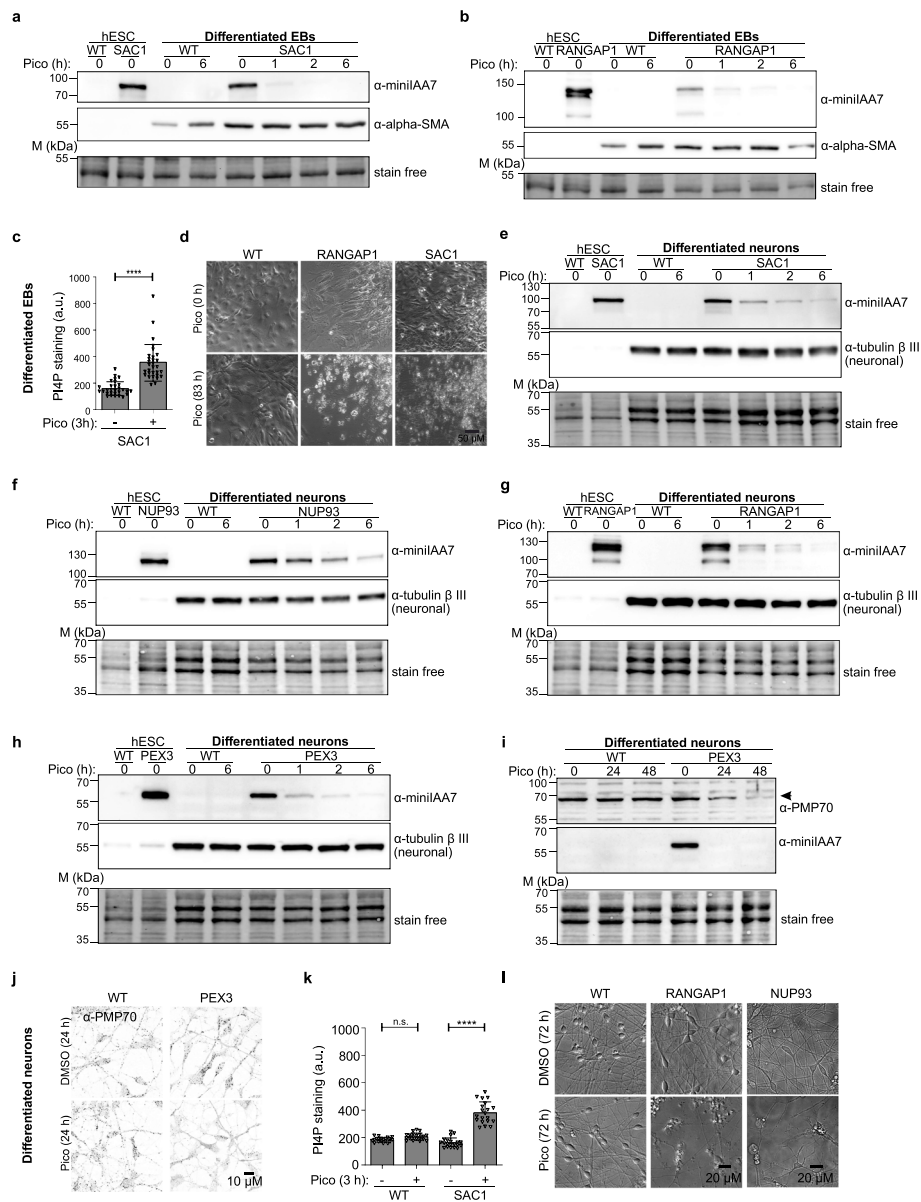 a
hESC Differentiated EBs
WT SAC1 WT SAC1
Pico (h): 0 0 0 6 0 1 2 6
100
70
α-miniIAA7
55
α-alpha-SMA
M (kDa)
55
stain free
b
hESC Differentiated EBs
WT RANGAP1 WT RANGAP1
Pico (h): 0 0 0 6 0 1 2 6
150
100
α-miniIAA7
55
α-alpha-SMA
M (kDa)
55
stain free
c
Differentiated EBs
PI4P staining (a.u.)
1000
800
600
400
200
0
****
Pico (3h): - +
SAC1
d
WT RANGAP1 SAC1
Pico (0 h)
Pico (83 h)
50 µM
e
hESC Differentiated neurons
WT SAC1 WT SAC1
Pico (h): 0 0 0 6 0 1 2 6
130
100
70
55
α-miniIAA7
70
55
α-tubulin β III
(neuronal)
M (kDa)
70
55
35
stain free
f
hESC Differentiated neurons
WT NUP93 WT NUP93
Pico (h): 0 0 0 6 0 1 2 6
130
100
α-miniIAA7
70
55
α-tubulin β III
(neuronal)
M (kDa)
70
55
35
stain free
g
hESC Differentiated neurons
WT RANGAP1 WT RANGAP1
Pico (h): 0 0 0 6 0 1 2 6
130
100
70
α-miniIAA7
70
55
α-tubulin β III
(neuronal)
M (kDa)
70
55
35
stain free
h
hESC Differentiated neurons
WT PEX3 WT PEX3
Pico (h): 0 0 0 6 0 1 2 6
70
55
α-miniIAA7
70
55
α-tubulin β III
(neuronal)
M (kDa)
70
55
35
stain free
i
Differentiated neurons
WT PEX3
Pico (h): 0 24 48 0 24 48
100
70
55
α-PMP70
70
55
α-miniIAA7
M (kDa)
70
55
35
stain free
j
Differentiated neurons
WT PEX3
α-PMP70
DMSO (24 h)
Pico (24 h)
10 µM
k
PI4P staining (a.u.)
1000
800
600
400
200
0
n.s. ****
Pico (3 h): - + - +
WT SAC1
l
WT RANGAP1 NUP93
DMSO (72 h)
Pico (72 h)
20 µM 20 µM